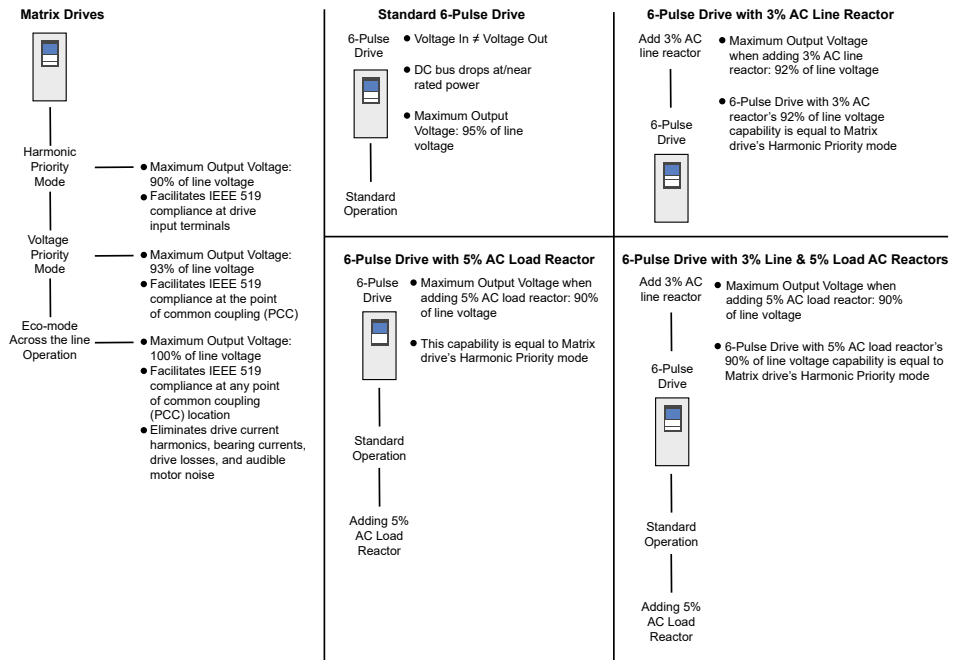 Matrix Drives
Harmonic
Priority
Mode
● Maximum Output Voltage:
90% of line voltage
● Facilitates IEEE 519
compliance at drive
input terminals
Voltage
Priority
Mode
● Maximum Output Voltage:
93% of line voltage
● Facilitates IEEE 519
compliance at the point
of common coupling (PCC)
Eco-mode
Across the line
Operation
● Maximum Output Voltage:
100% of line voltage
● Facilitates IEEE 519
compliance at any point
of common coupling
(PCC) location
● Eliminates drive current
harmonics, bearing currents,
drive losses, and audible
motor noise
Standard 6-Pulse Drive
6-Pulse
Drive
● Voltage In ≠ Voltage Out
● DC bus drops at/near
rated power
● Maximum Output
Voltage: 95% of line
voltage
Standard
Operation
6-Pulse Drive with 3% AC Line Reactor
Add 3% AC
line reactor
6-Pulse
Drive
● Maximum Output Voltage
when adding 3% AC line
reactor: 92% of line voltage
● 6-Pulse Drive with 3% AC
reactor's 92% of line voltage
capability is equal to Matrix
drive's Harmonic Priority mode
6-Pulse Drive with 5% AC Load Reactor
6-Pulse
Drive
● Maximum Output Voltage when
adding 5% AC load reactor: 90%
of line voltage
● This capability is equal to Matrix
drive's Harmonic Priority mode
Standard
Operation
Adding 5%
AC Load
Reactor
6-Pulse Drive with 3% Line & 5% Load AC Reactors
Add 3% AC
line reactor
6-Pulse
Drive
● Maximum Output Voltage when
adding 5% AC load reactor: 90%
of line voltage
● 6-Pulse Drive with 5% AC load reactor's
90% of line voltage capability is equal to
Matrix drive's Harmonic Priority mode
Standard
Operation
Adding 5%
AC Load
Reactor